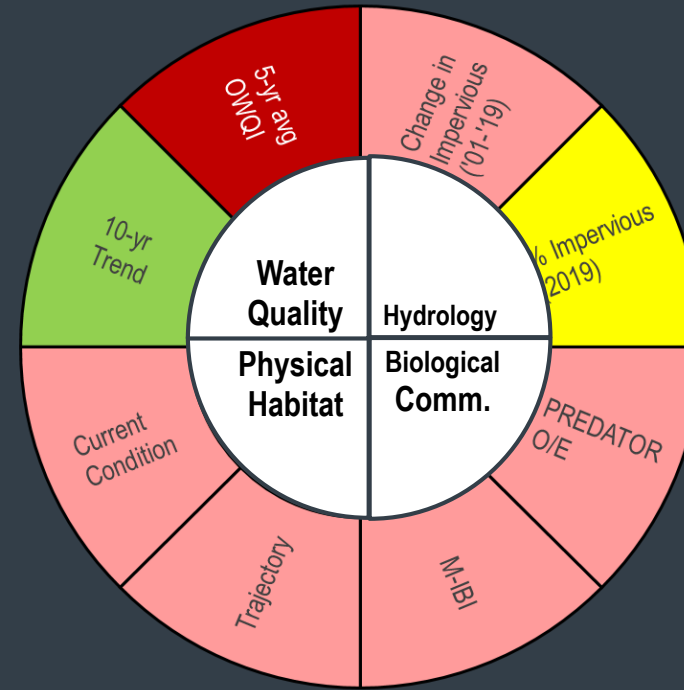 5-yr avg
OWQI
Change in
Impervious
('01-'19)
10-yr
Trend
% Impervious
2019)
Water
Quality
Hydrology
Physical
Habitat
Biological
Comm.
Current
Condition
PREDATOR
O/E
Trajectory
M-IBI